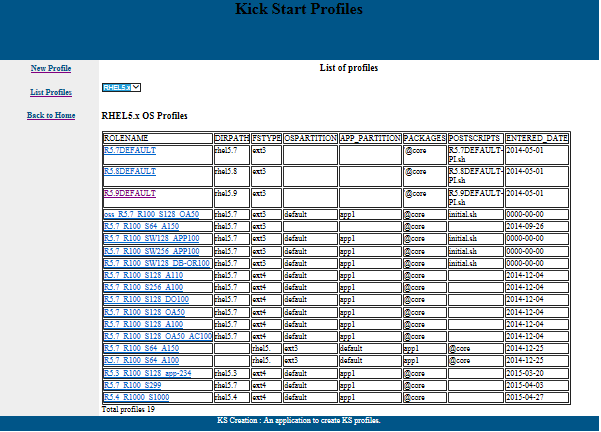 Kick Start Profiles
New Profile
List Profiles
Back to Home
List of profiles
RHEL5.x
RHEL5.x OS Profiles
ROLENAME DIRPATH FSTYPE OSPARTITION APP_PARTITION PACKAGES POSTSCRIPTS ENTERED_DATE
R5.7DEFAULT rhel5.7 ext3 @core R5.7DEFAULT-PI.sh 2014-05-01
R5.8DEFAULT rhel5.8 ext3 @core R5.8DEFAULT-PI.sh 2014-05-01
R5.9DEFAULT rhel5.9 ext3 @core R5.9DEFAULT-PI.sh 2014-05-01
oss_R5.7_R100_S128_OA50 rhel5.7 ext3 default app1 @core initial.sh 0000-00-00
R5.7_R100_S64_A150 rhel5.7 ext3 @core 2014-09-26
R5.7_R100_SW128_APP100 rhel5.7 ext3 default app1 @core initial.sh 0000-00-00
R5.7_R100_SW256_APP100 rhel5.7 ext3 default app1 @core initial.sh 0000-00-00
R5.7_R100_SW128_DB-OR100 rhel5.7 ext3 default app1 @core initial.sh 0000-00-00
R5.7_R100_S128_A110 rhel5.7 ext4 default app1 @core 2014-12-04
R5.7_R100_S256_A100 rhel5.7 ext4 default app1 @core 2014-12-04
R5.7_R100_S128_DO100 rhel5.7 ext4 default app1 @core 2014-12-04
R5.7_R100_S128_OA50 rhel5.7 ext4 default app1 @core 2014-12-04
R5.7_R100_S128_A100 rhel5.7 ext4 default app1 @core 2014-12-04
R5.7_R100_S128_OA50_AC100 rhel5.7 ext4 default app1 @core 2014-12-04
R5.7_R100_S64_A150 rhel5. ext3 default app1 @core 2014-12-25
R5.7_R100_S64_A100 rhel5. ext3 default app1 @core 2014-12-25
R5.3_R100_S128_app-234 rhel5.3 ext4 default app1 @core 2015-03-20
R5.7_R100_S299 rhel5.7 ext4 default app1 @core 2015-04-03
R5.4_R1000_S1000 rhel5.4 ext4 default app1 @core 2015-04-27
Total profiles 19
KS Creation : An application to create KS profiles.